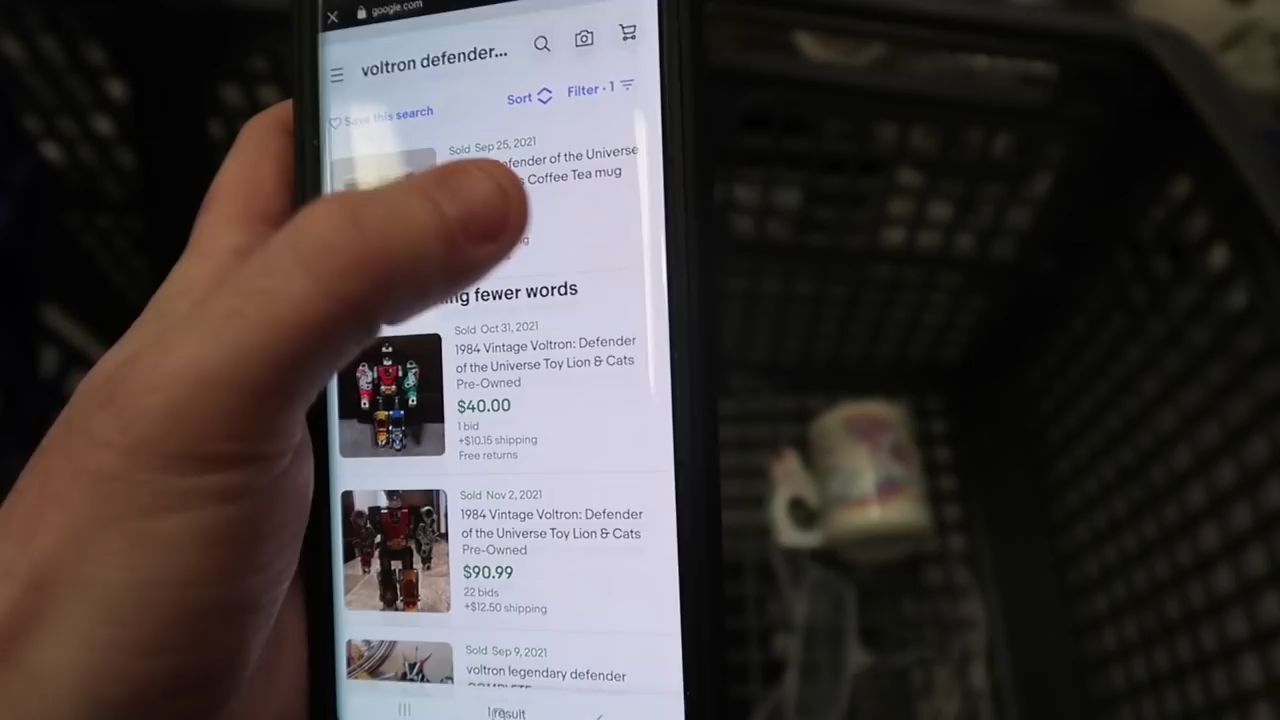 google.com
voltron defender...
Sort
Filter · 1
Save this search
Sold Sep 25, 2021
efender of the Universe
s Coffee Tea mug
ng fewer words
Sold Oct 31, 2021
1984 Vintage Voltron: Defender
of the Universe Toy Lion & Cats
Pre-Owned
$40.00
1 bid
+$10.15 shipping
Free returns
Sold Nov 2, 2021
1984 Vintage Voltron: Defender
of the Universe Toy Lion & Cats
Pre-Owned
$90.99
22 bids
+$12.50 shipping
Sold Sep 9, 2021
voltron legendary defender
COMPLETE
1 result